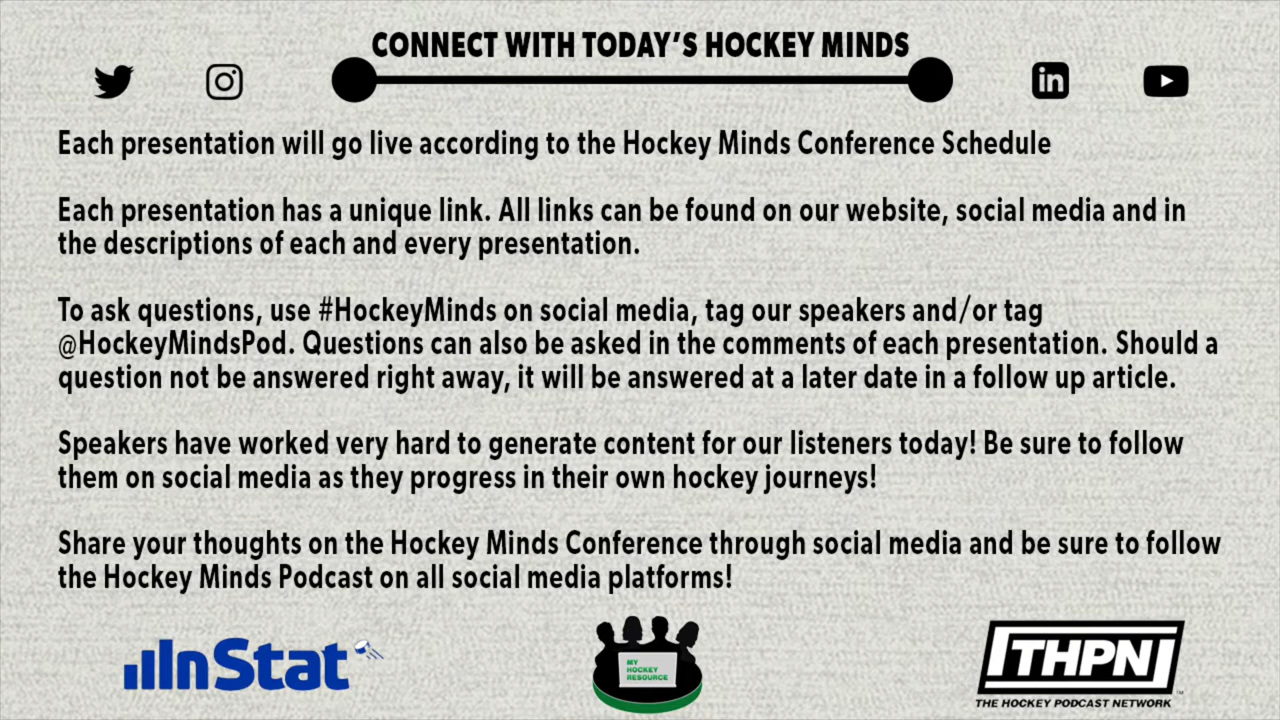 CONNECT WITH TODAY'S HOCKEY MINDS
in
Each presentation will go live according to the Hockey Minds Conference Schedule
Each presentation has a unique link. All links can be found on our website, social media and in
the descriptions of each and every presentation.
To ask questions, use #HockeyMinds on social media, tag our speakers and/or tag
@HockeyMindsPod. Questions can also be asked in the comments of each presentation. Should a
question not be answered right away, it will be answered at a later date in a follow up article.
Speakers have worked very hard to generate content for our listeners today! Be sure to follow
them on social media as they progress in their own hockey journeys!
Share your thoughts on the Hockey Minds Conference through social media and be sure to follow
the Hockey Minds Podcast on all social media platforms!
InStat
MY
HOCKEY
RESOURCE
THPN
TM
THE HOCKEY PODCAST NETWORK